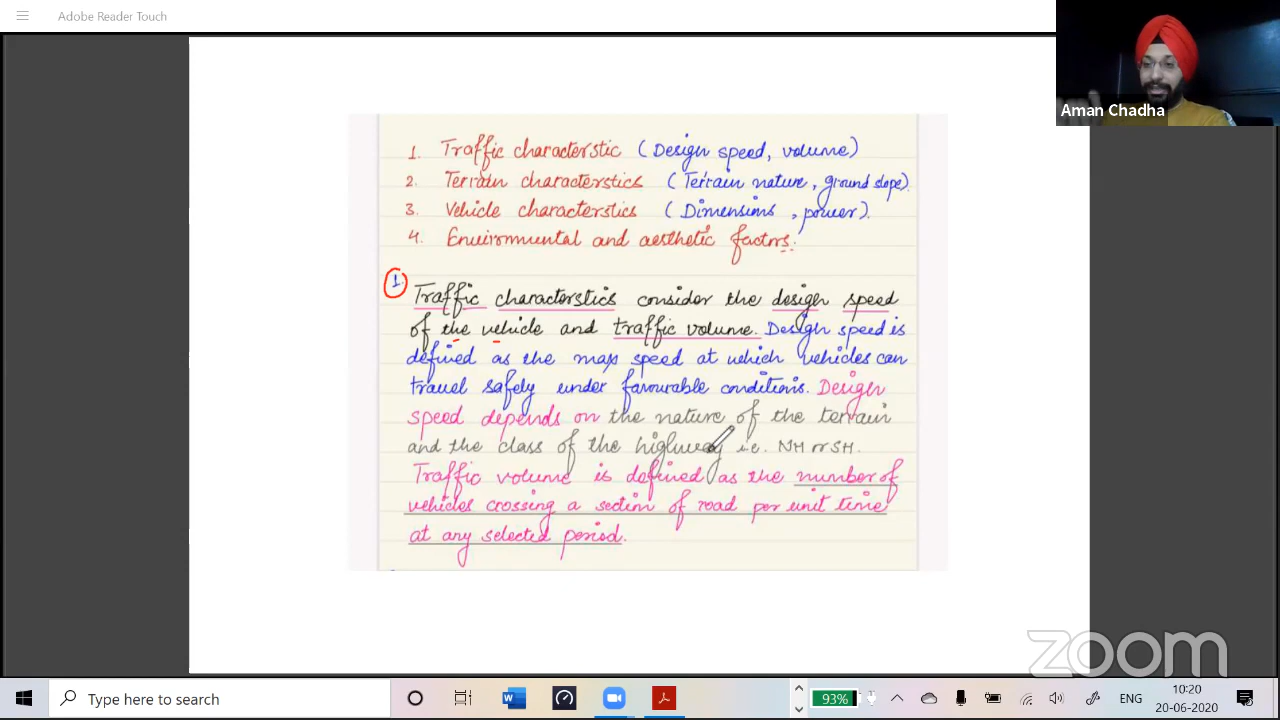 Adobe Reader Touch
Aman Chadha
1. Traffic characterstic (Design speed, volume)
2. Terrain characterstics (Terrain nature, ground slope).
3. Vehicle characterstics (Dimensions, power).
4. Environmental and aesthetic factors.
1. Traffic characterstics consider the design speed
of the vehicle and traffic volume. Design speed is
defined as the max speed at which vehicles can
travel safely under favourable conditions. Design
speed depends on the nature of the terrain
and the class of the highway i.e. NH or SH.
Traffic volume is defined as the number of
vehicles crossing a section of road per unit time
at any selected period.
zoom
Type here to search
93%
ENG
10:20
20-06-2020